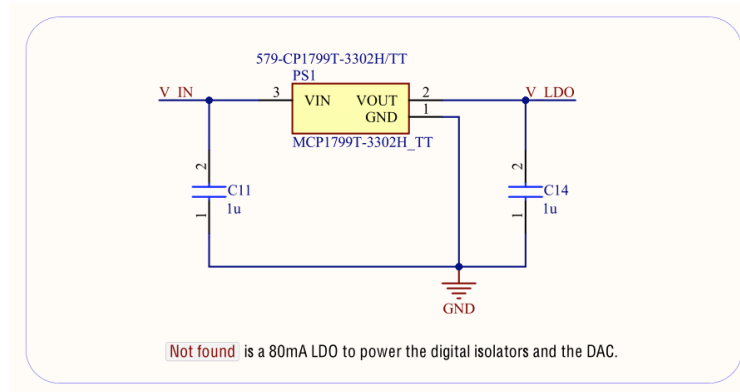 579-CP1799T-3302H/TT
PS1
V_IN 3 VIN VOUT 2 V_LDO
GND 1
MCP1799T-3302H_TT
2 2
C11 C14
1u 1u
1 1
GND
Not found is a 80mA LDO to power the digital isolators and the DAC.